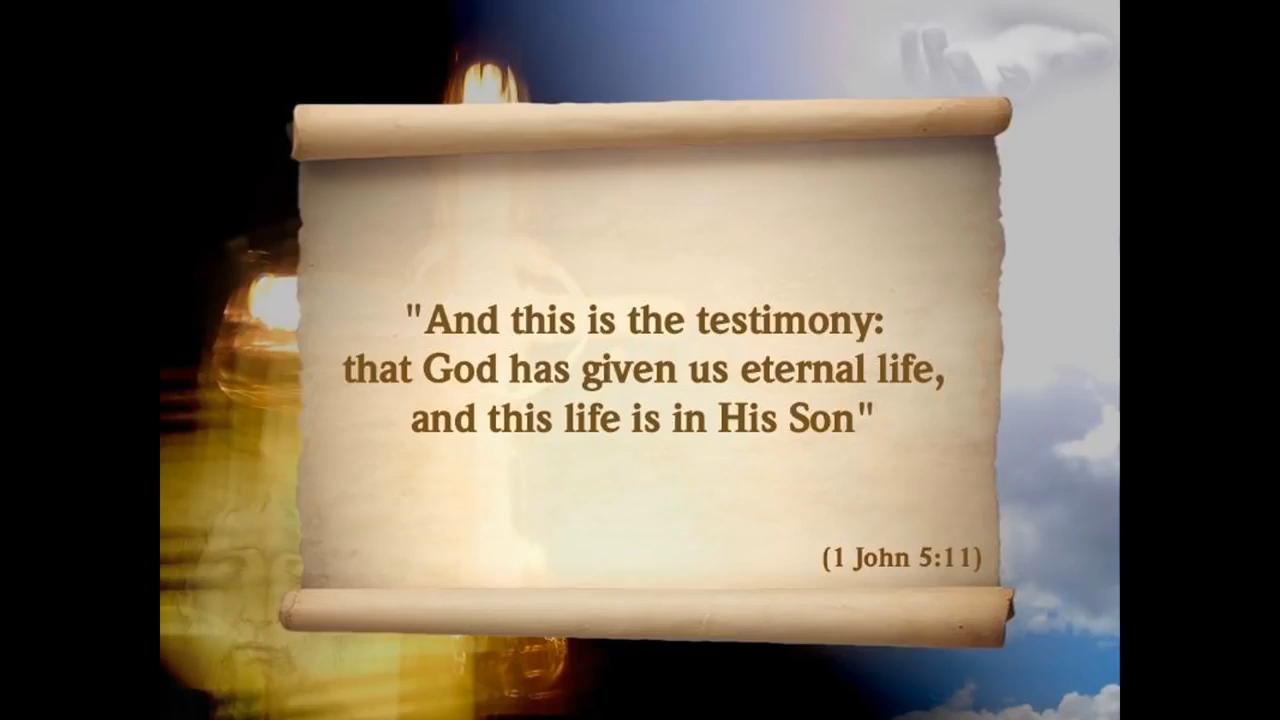 "And this is the testimony:
that God has given us eternal life,
and this life is in His Son"
(1 John 5:11)